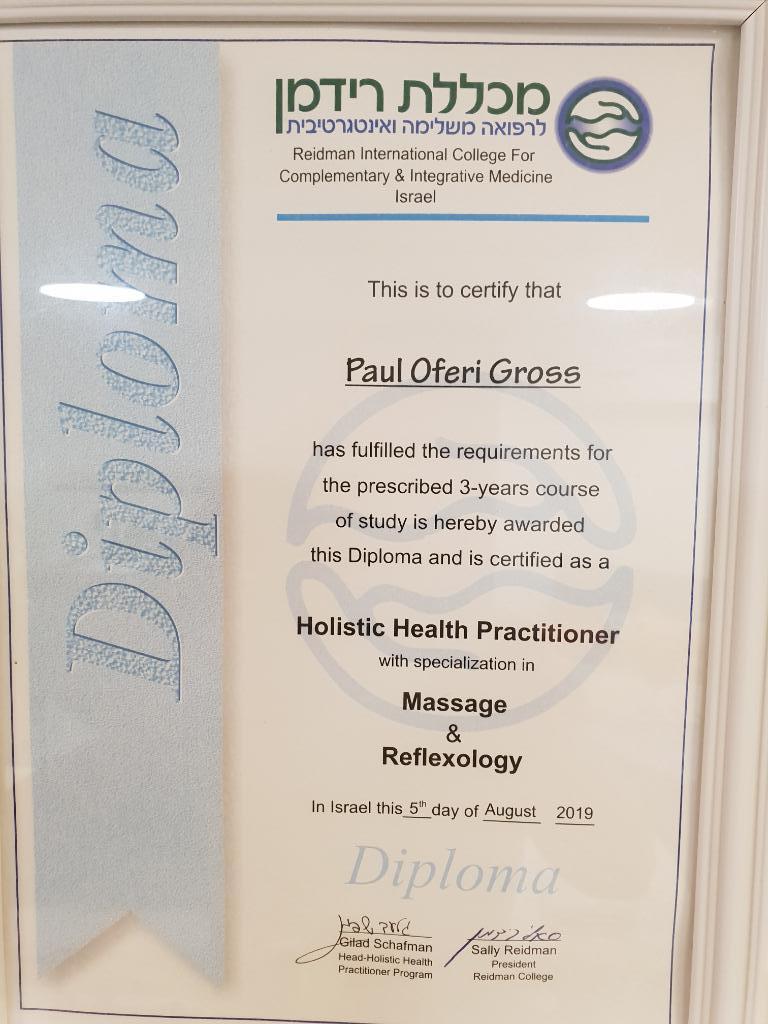 Diploma
מכללת רידמן
לרפואה משלימה ואינטגרטיבית
Reidman International College For
Complementary & Integrative Medicine
Israel
This is to certify that
Paul Oferi Gross
has fulfilled the requirements for
the prescribed 3-years course
of study is hereby awarded
this Diploma and is certified as a
Holistic Health Practitioner
with specialization in
Massage
&
Reflexology
In Israel this 5th day of August 2019
Diploma
Gilad Schafman
Head-Holistic Health
Practitioner Program
Sally Reidman
President
Reidman College